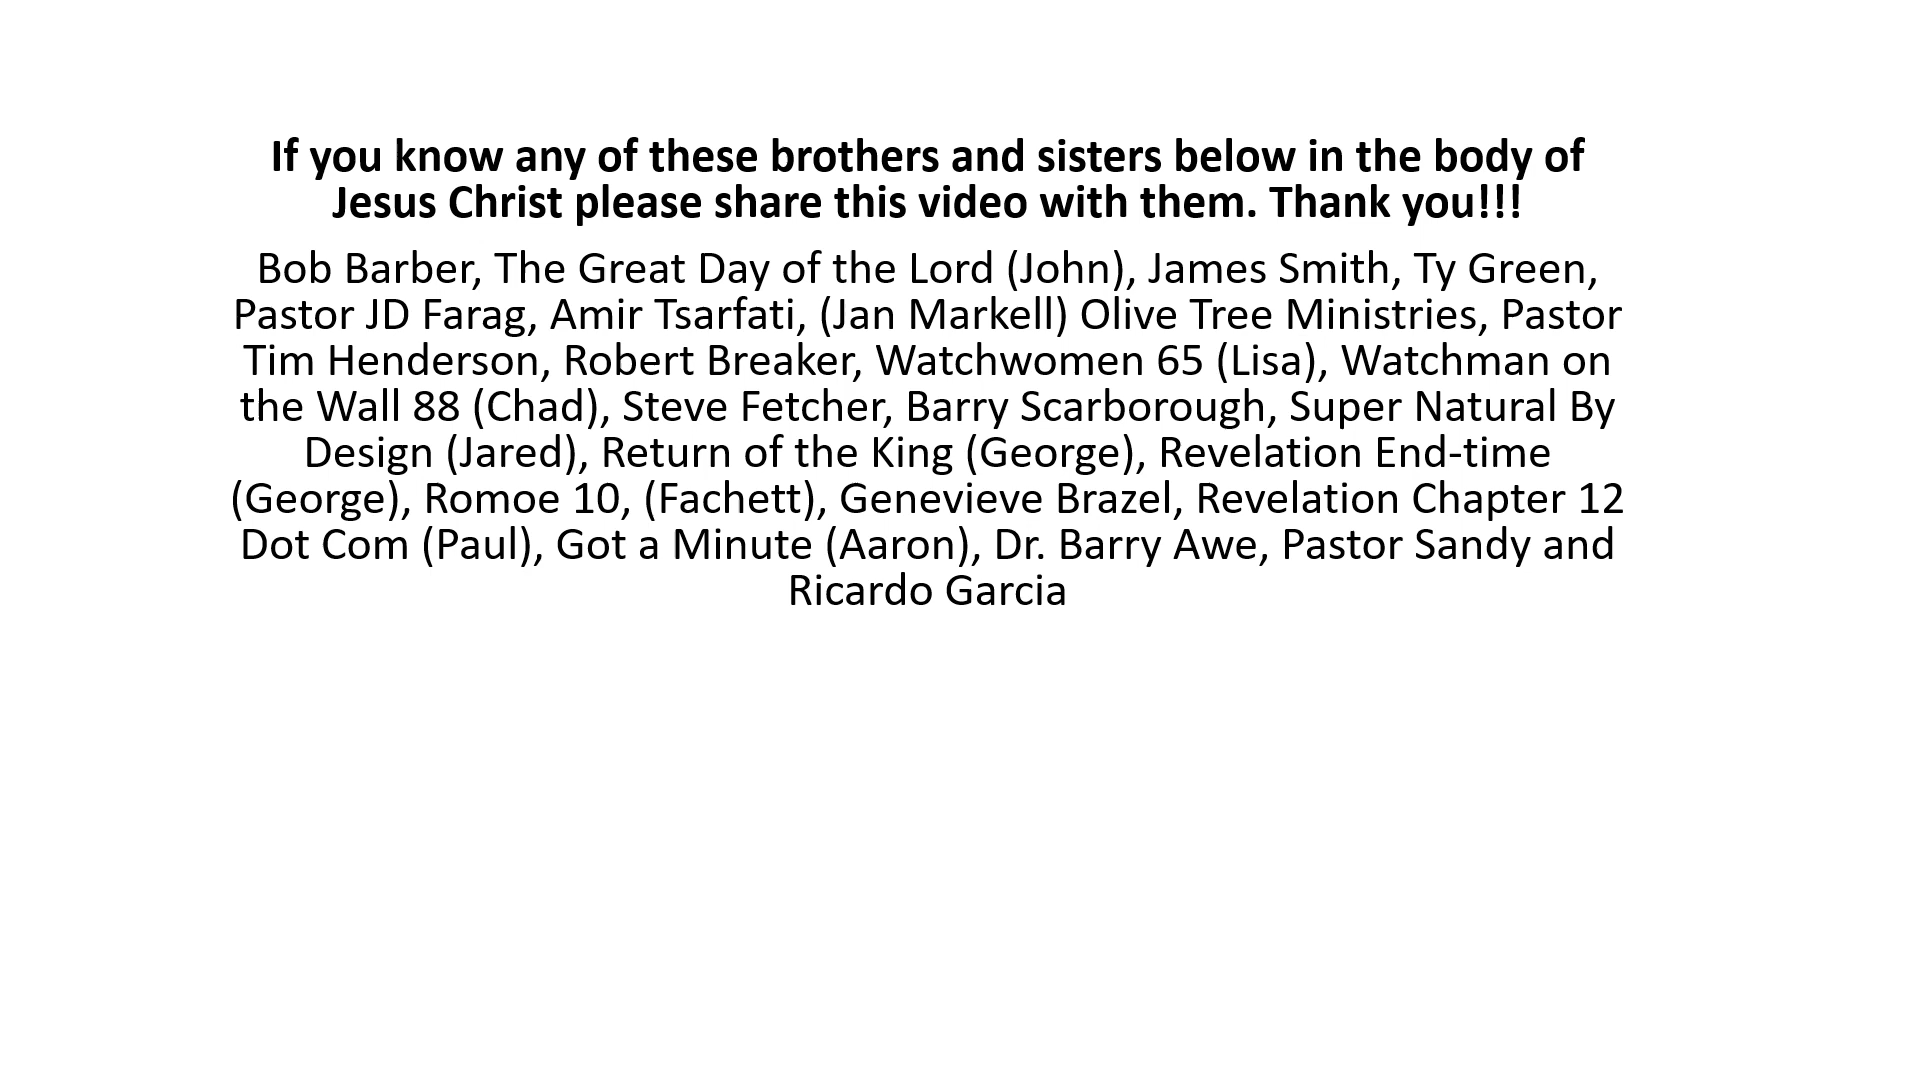 If you know any of these brothers and sisters below in the body of
Jesus Christ please share this video with them. Thank you!!!
Bob Barber, The Great Day of the Lord (John), James Smith, Ty Green,
Pastor JD Farag, Amir Tsarfati, (Jan Markell) Olive Tree Ministries, Pastor
Tim Henderson, Robert Breaker, Watchwomen 65 (Lisa), Watchman on
the Wall 88 (Chad), Steve Fetcher, Barry Scarborough, Super Natural By
Design (Jared), Return of the King (George), Revelation End-time
(George), Romoe 10, (Fachett), Genevieve Brazel, Revelation Chapter 12
Dot Com (Paul), Got a Minute (Aaron), Dr. Barry Awe, Pastor Sandy and
Ricardo Garcia